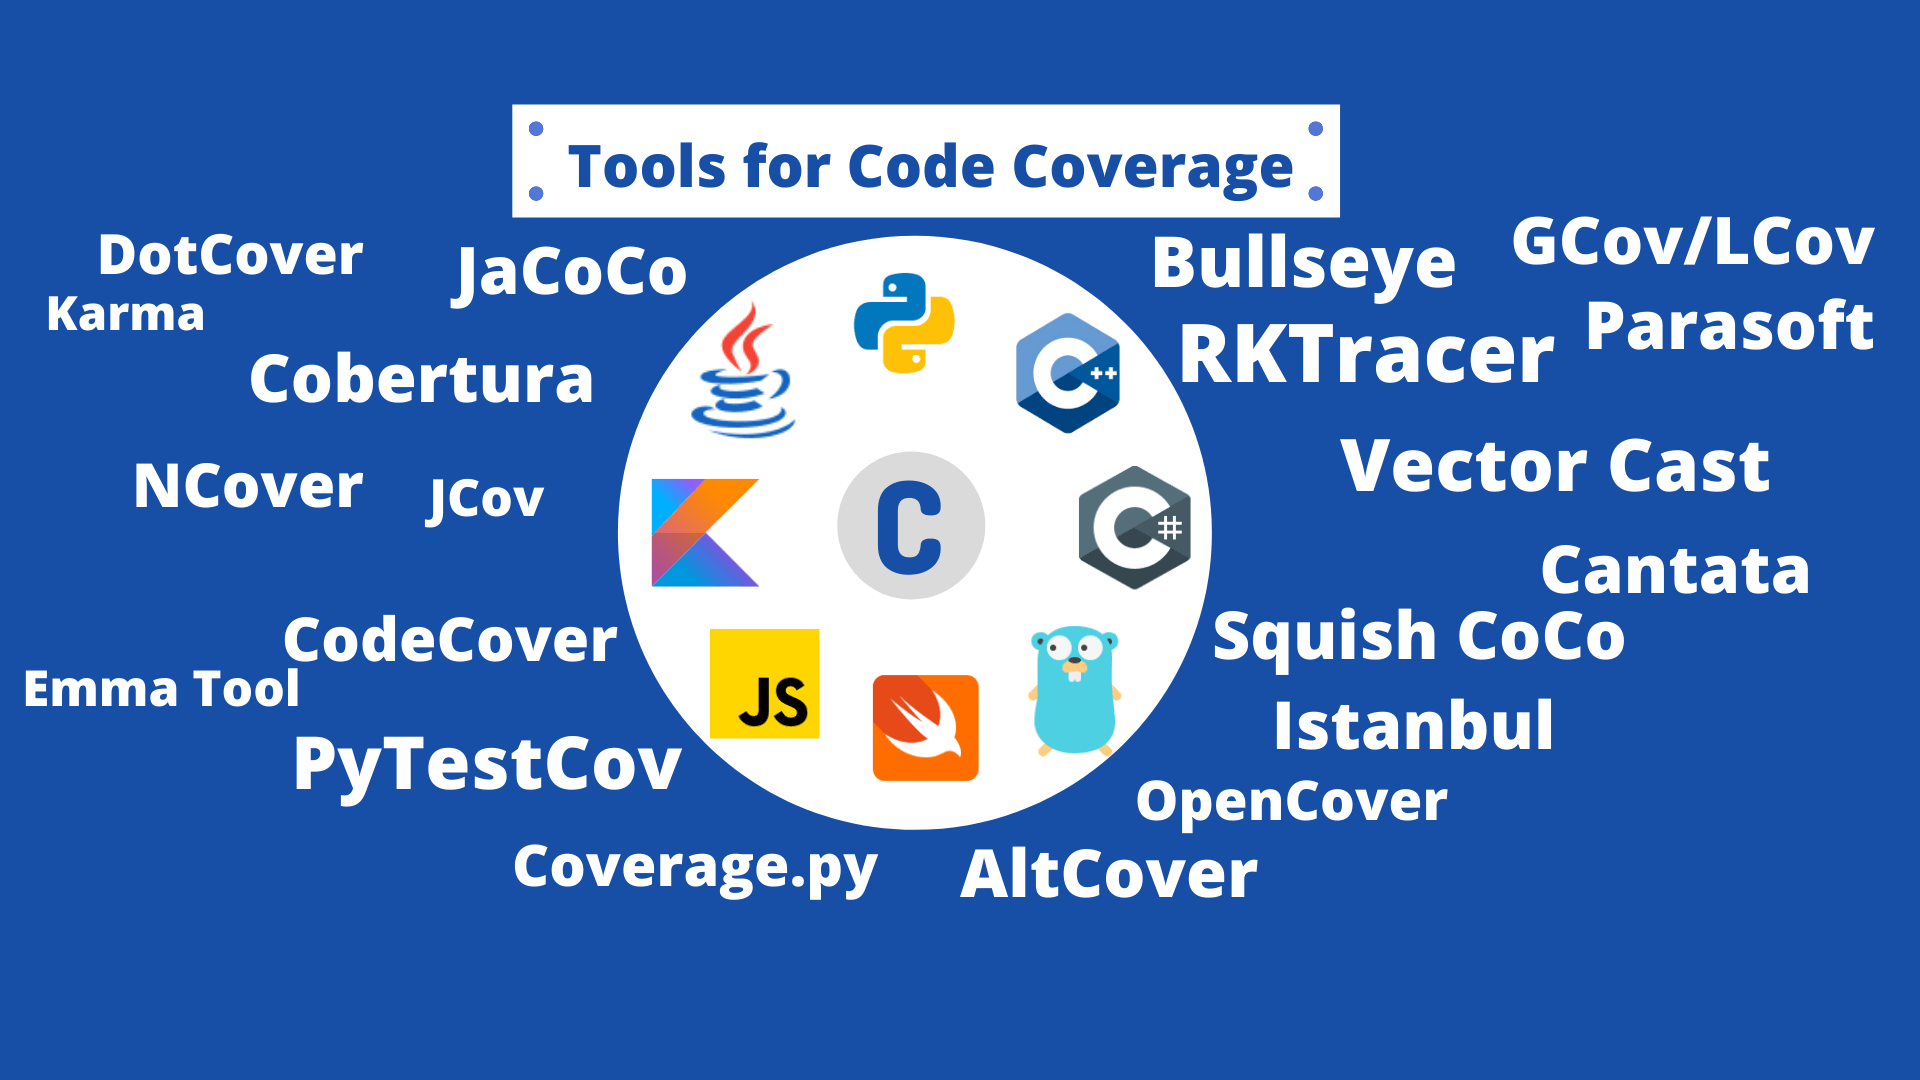 Tools for Code Coverage
DotCover
JaCoCo
Bullseye
GCov/LCov
Karma
RKTracer
Parasoft
Cobertura
++
NCover
JCov
C
#
Vector Cast
Cantata
CodeCover
Squish CoCo
Emma Tool
JS
Istanbul
PyTestCov
OpenCover
Coverage.py
AltCover